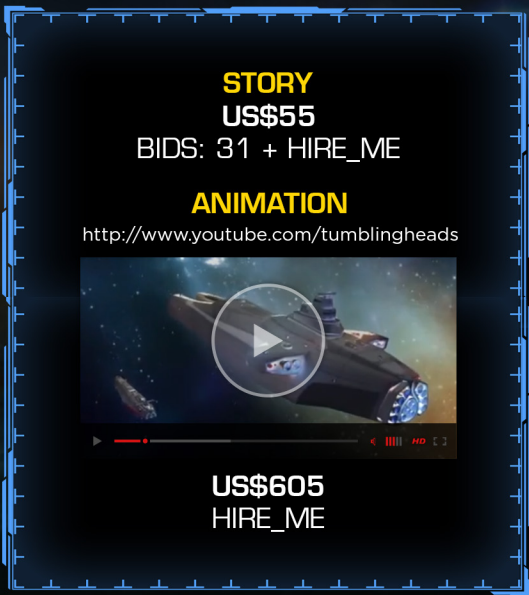 STORY
US$55
BIDS: 31 + HIRE_ME
ANIMATION
http://www.youtube.com/tumblingheads
HD
US$605
HIRE_ME